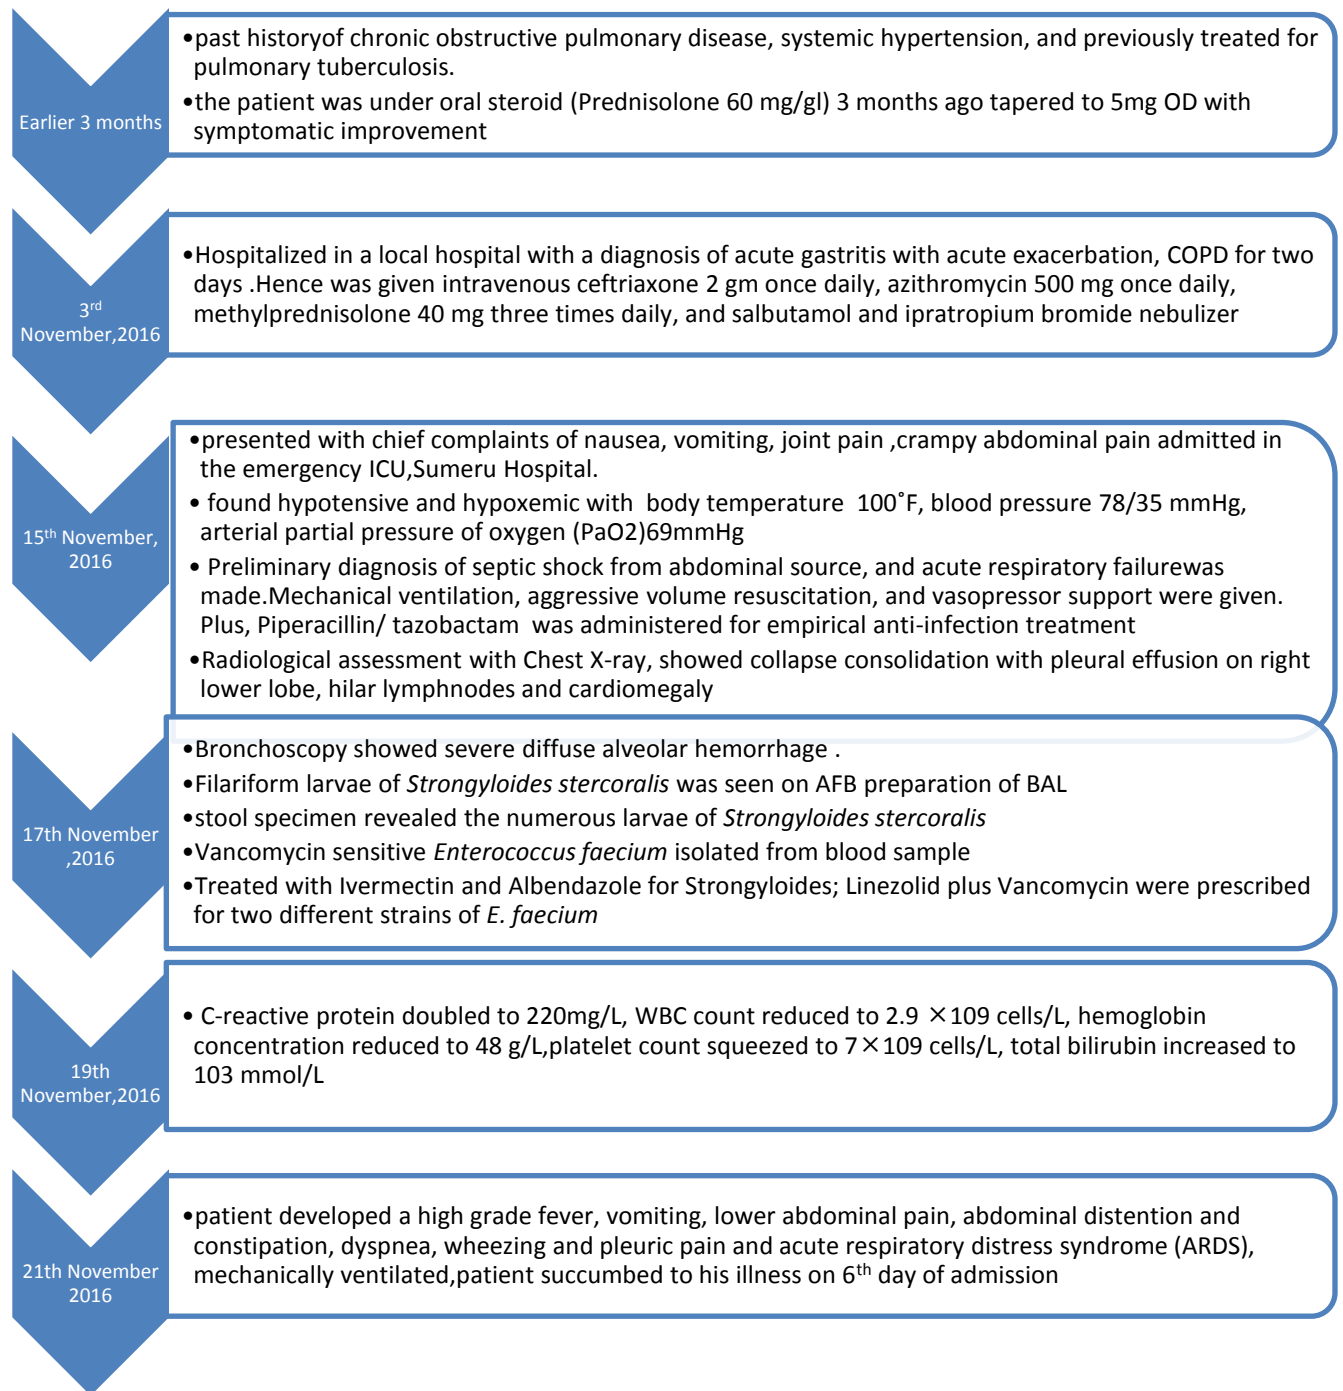 Earlier 3 months
•past historyof chronic obstructive pulmonary disease, systemic hypertension, and previously treated for
pulmonary tuberculosis.
•the patient was under oral steroid (Prednisolone 60 mg/gl) 3 months ago tapered to 5mg OD with
symptomatic improvement
3rd
November,2016
•Hospitalized in a local hospital with a diagnosis of acute gastritis with acute exacerbation, COPD for two
days .Hence was given intravenous ceftriaxone 2 gm once daily, azithromycin 500 mg once daily,
methylprednisolone 40 mg three times daily, and salbutamol and ipratropium bromide nebulizer
15th November,
2016
•presented with chief complaints of nausea, vomiting, joint pain ,crampy abdominal pain admitted in
the emergency ICU,Sumeru Hospital.
• found hypotensive and hypoxemic with body temperature 100˚F, blood pressure 78/35 mmHg,
arterial partial pressure of oxygen (PaO2)69mmHg
• Preliminary diagnosis of septic shock from abdominal source, and acute respiratory failurewas
made.Mechanical ventilation, aggressive volume resuscitation, and vasopressor support were given.
Plus, Piperacillin/ tazobactam was administered for empirical anti-infection treatment
•Radiological assessment with Chest X-ray, showed collapse consolidation with pleural effusion on right
lower lobe, hilar lymphnodes and cardiomegaly
17th November
,2016
•Bronchoscopy showed severe diffuse alveolar hemorrhage .
•Filariform larvae of Strongyloides stercoralis was seen on AFB preparation of BAL
•stool specimen revealed the numerous larvae of Strongyloides stercoralis
•Vancomycin sensitive Enterococcus faecium isolated from blood sample
•Treated with Ivermectin and Albendazole for Strongyloides; Linezolid plus Vancomycin were prescribed
for two different strains of E. faecium
19th
November,2016
• C-reactive protein doubled to 220mg/L, WBC count reduced to 2.9 ×109 cells/L, hemoglobin
concentration reduced to 48 g/L,platelet count squeezed to 7×109 cells/L, total bilirubin increased to
103 mmol/L
21th November
2016
•patient developed a high grade fever, vomiting, lower abdominal pain, abdominal distention and
constipation, dyspnea, wheezing and pleuric pain and acute respiratory distress syndrome (ARDS),
mechanically ventilated,patient succumbed to his illness on 6th day of admission